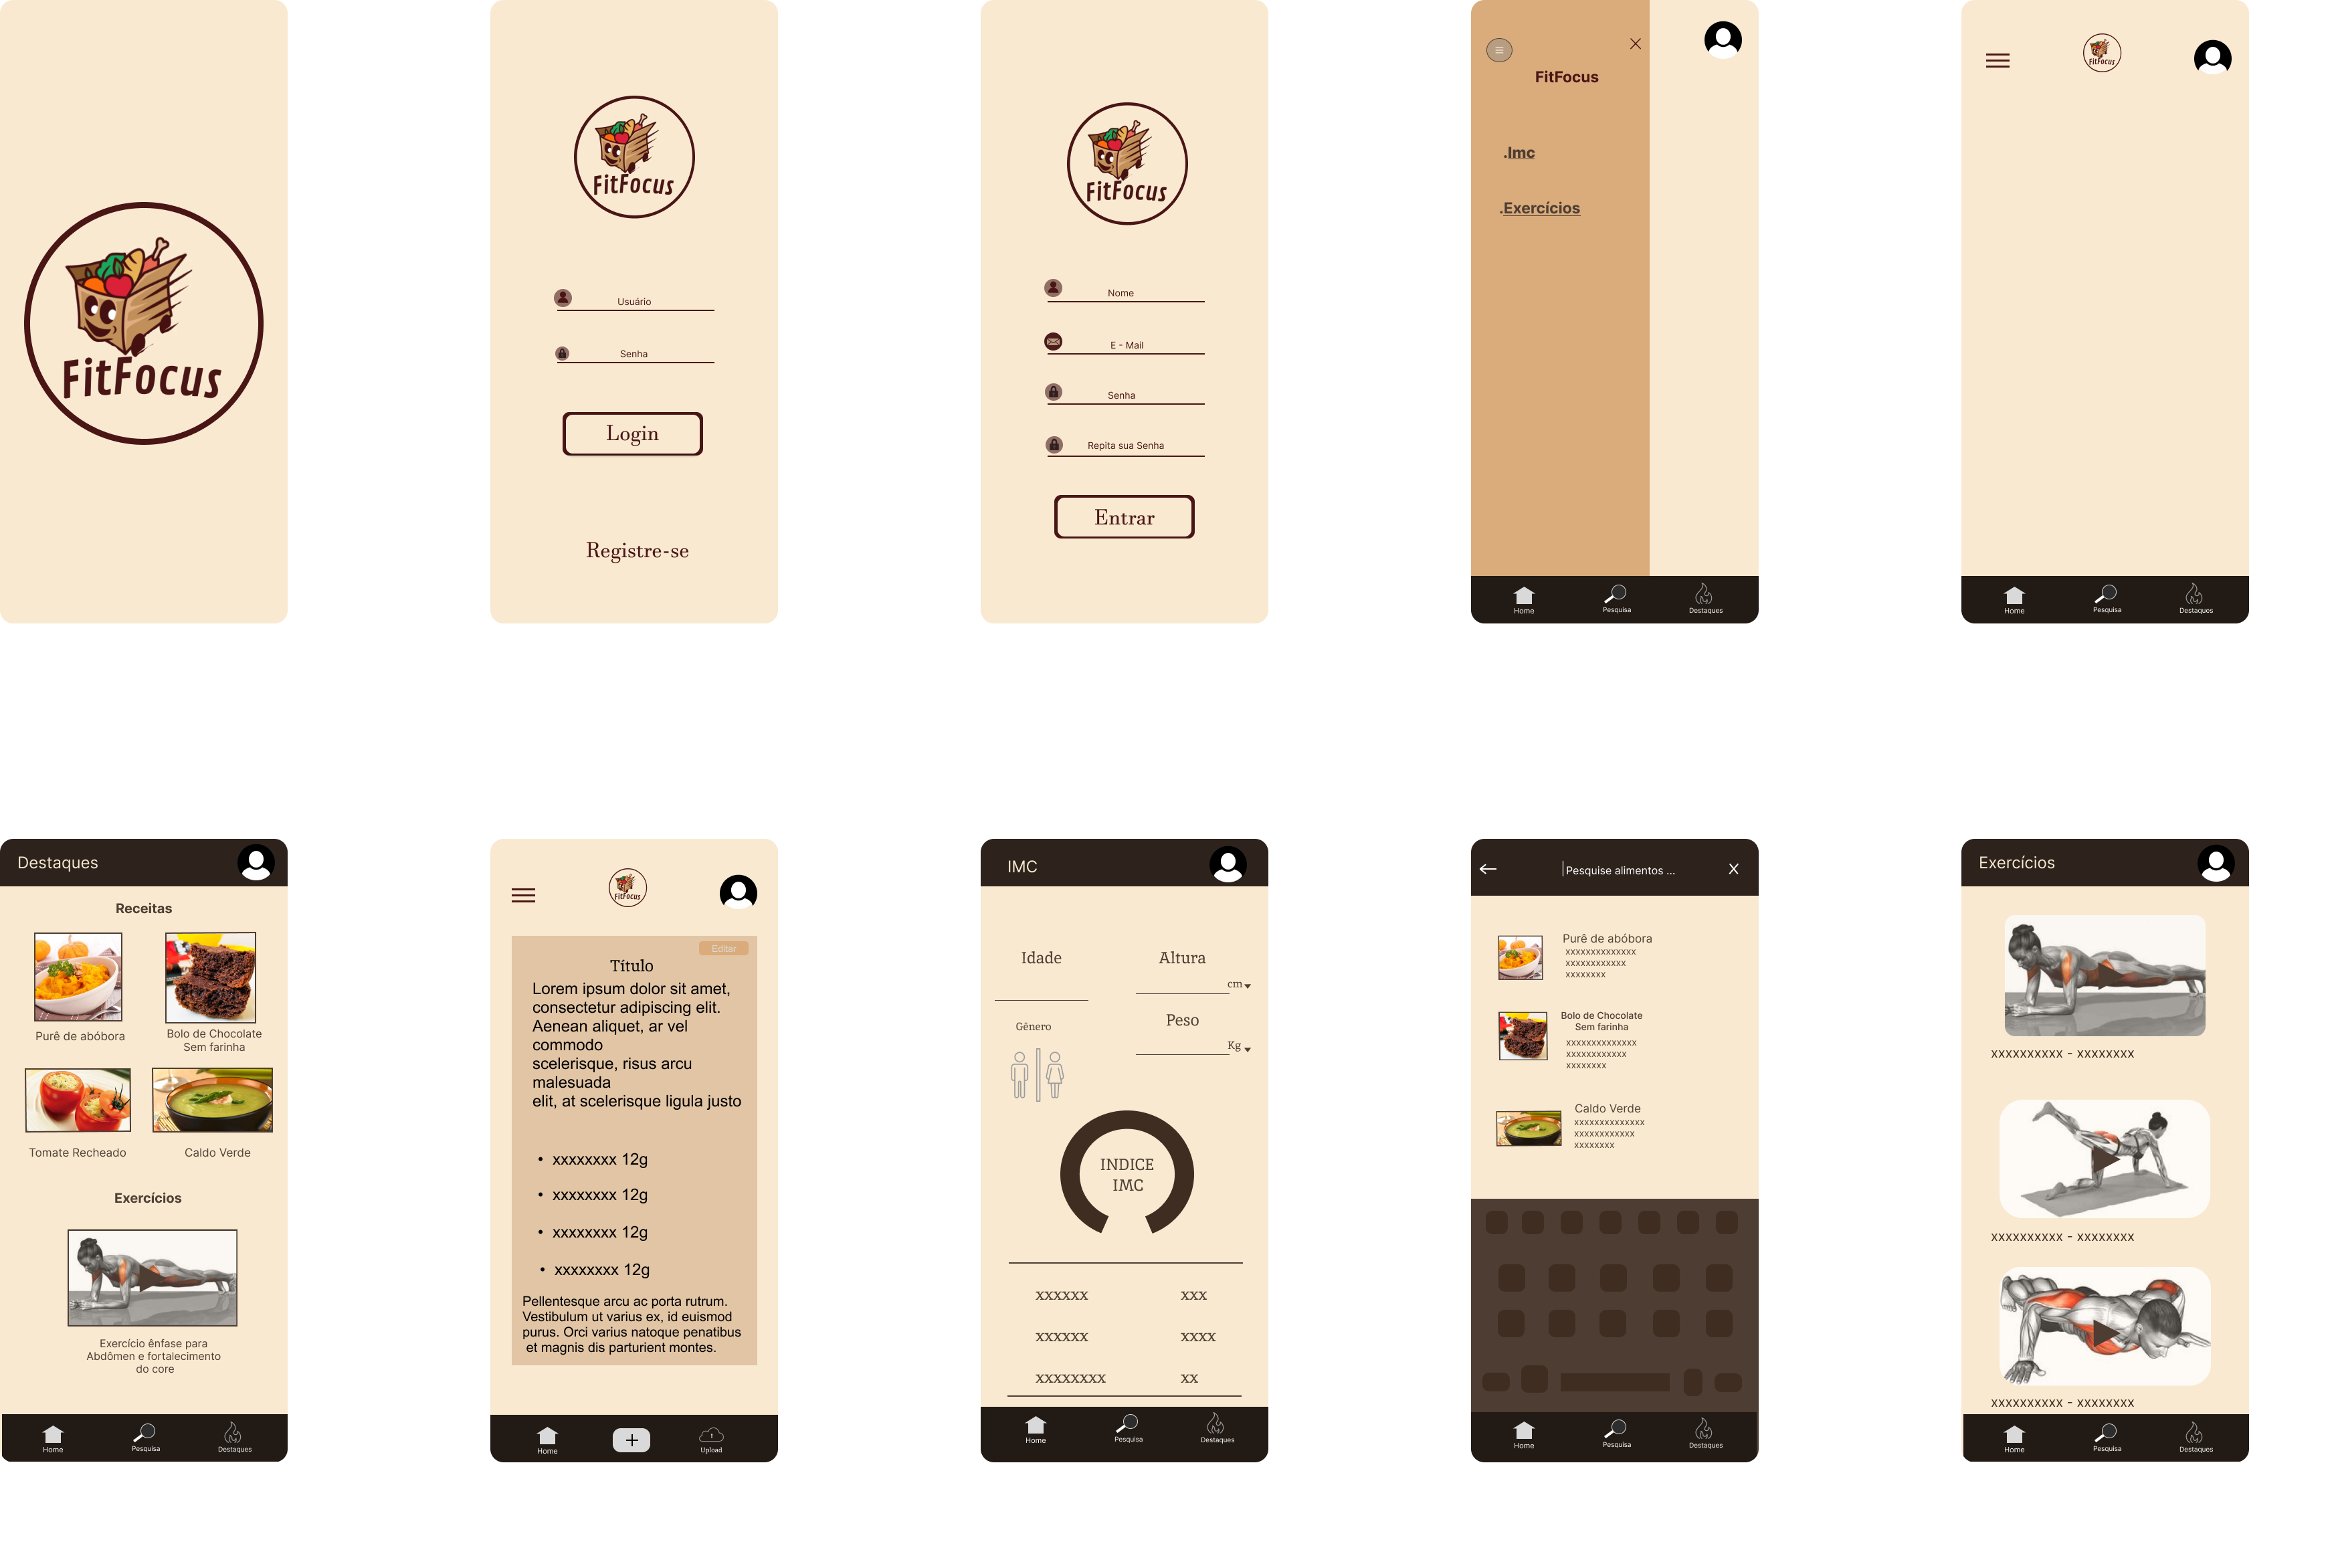 FitFocus
FitFocus
Usuário
Senha
Login
Registre-se
FitFocus
Nome
E - Mail
Senha
Repita sua Senha
Entrar
FitFocus
.Imc
.Exercícios
Home
Pesquisa
Destaques
FitFocus
Home
Pesquisa
Destaques
Destaques
Receitas
Purê de abóbora
Bolo de Chocolate
Sem farinha
Tomate Recheado
Caldo Verde
Exercícios
Exercício ênfase para
Abdômen e fortalecimento
do core
Home
Pesquisa
Destaques
FitFocus
Editar
Título
Lorem ipsum dolor sit amet,
consectetur adipiscing elit.
Aenean aliquet, ar vel
commodo
scelerisque, risus arcu
malesuada
elit, at scelerisque ligula justo
• xxxxxxxx 12g
• xxxxxxxx 12g
• xxxxxxxx 12g
• xxxxxxxx 12g
Pellentesque arcu ac porta rutrum.
Vestibulum ut varius ex, id euismod
purus. Orci varius natoque penatibus
et magnis dis parturient montes.
Home
+
Upload
IMC
Idade
Altura
cm
Gênero
Peso
Kg
INDICE
IMC
xxxxxx xxx
xxxxxx xxxx
xxxxxxxx xx
Home
Pesquisa
Destaques
Pesquise alimentos ...
X
Purê de abóbora
xxxxxxxxxxxxxx
xxxxxxxxxxxx
xxxxxxxx
Bolo de Chocolate
Sem farinha
xxxxxxxxxxxxxx
xxxxxxxxxxxx
xxxxxxxx
Caldo Verde
xxxxxxxxxxxxxx
xxxxxxxxxxxx
xxxxxxxx
Home
Pesquisa
Destaques
Exercícios
xxxxxxxxxx - xxxxxxxx
xxxxxxxxxx - xxxxxxxx
xxxxxxxxxx - xxxxxxxx
Home
Pesquisa
Destaques